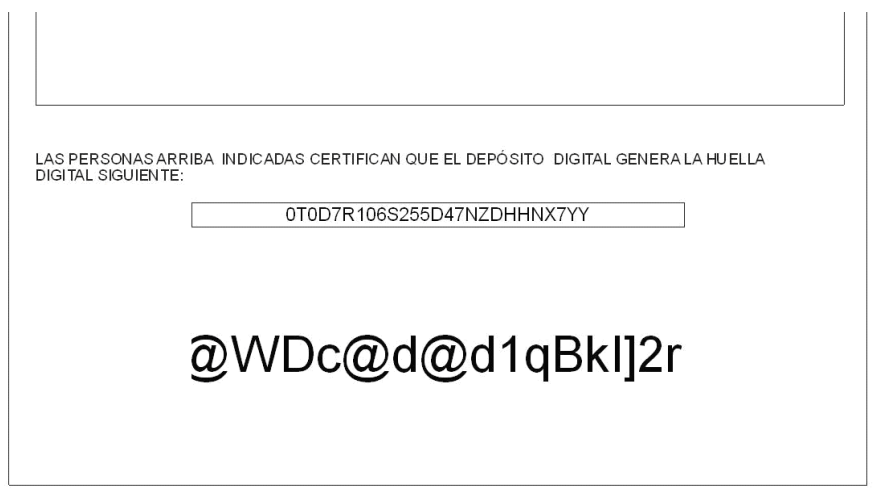 LAS PERSONAS ARRIBA INDICADAS CERTIFICAN QUE EL DEPÓSITO DIGITAL GENERA LA HUELLA
DIGITAL SIGUIENTE:
0T0D7R106S255D47NZDHHNX7YY
@WDc@d@d1qBkI]2r